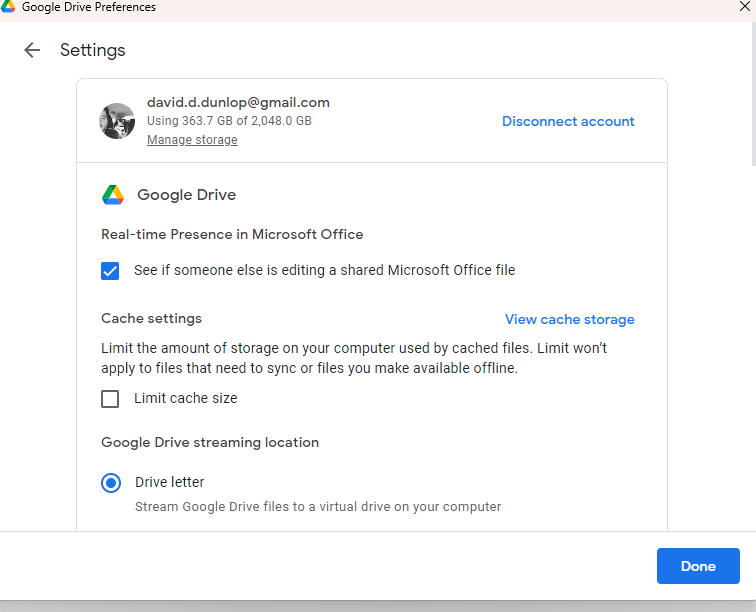 Google Drive Preferences
Settings
david.d.dunlop@gmail.com
Using 363.7 GB of 2,048.0 GB
Manage storage
Disconnect account
Google Drive
Real-time Presence in Microsoft Office
See if someone else is editing a shared Microsoft Office file
Cache settings
View cache storage
Limit the amount of storage on your computer used by cached files. Limit won’t
apply to files that need to sync or files you make available offline.
Limit cache size
Google Drive streaming location
Drive letter
Stream Google Drive files to a virtual drive on your computer
Done